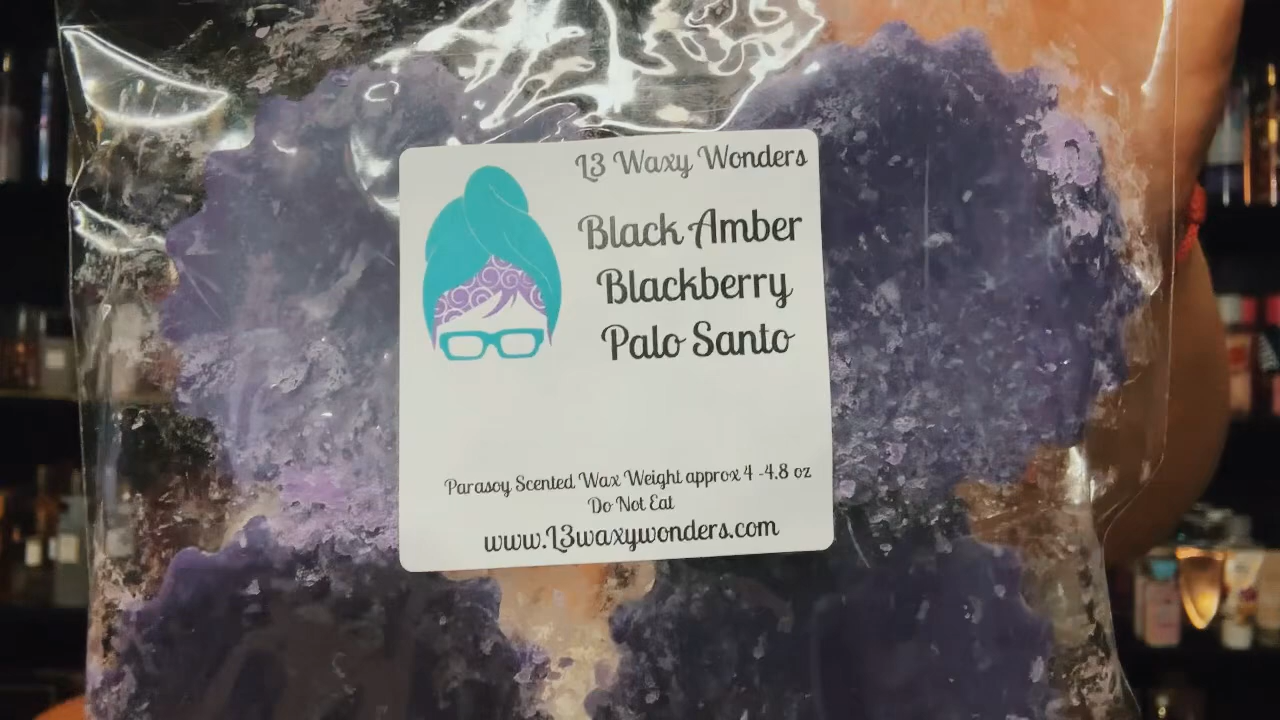 L3 Waxy Wonders
Black Amber
Blackberry
Palo Santo
Parasoy Scented Wax Weight approx 4 -4.8 oz
Do Not Eat
www.L3waxywonders.com